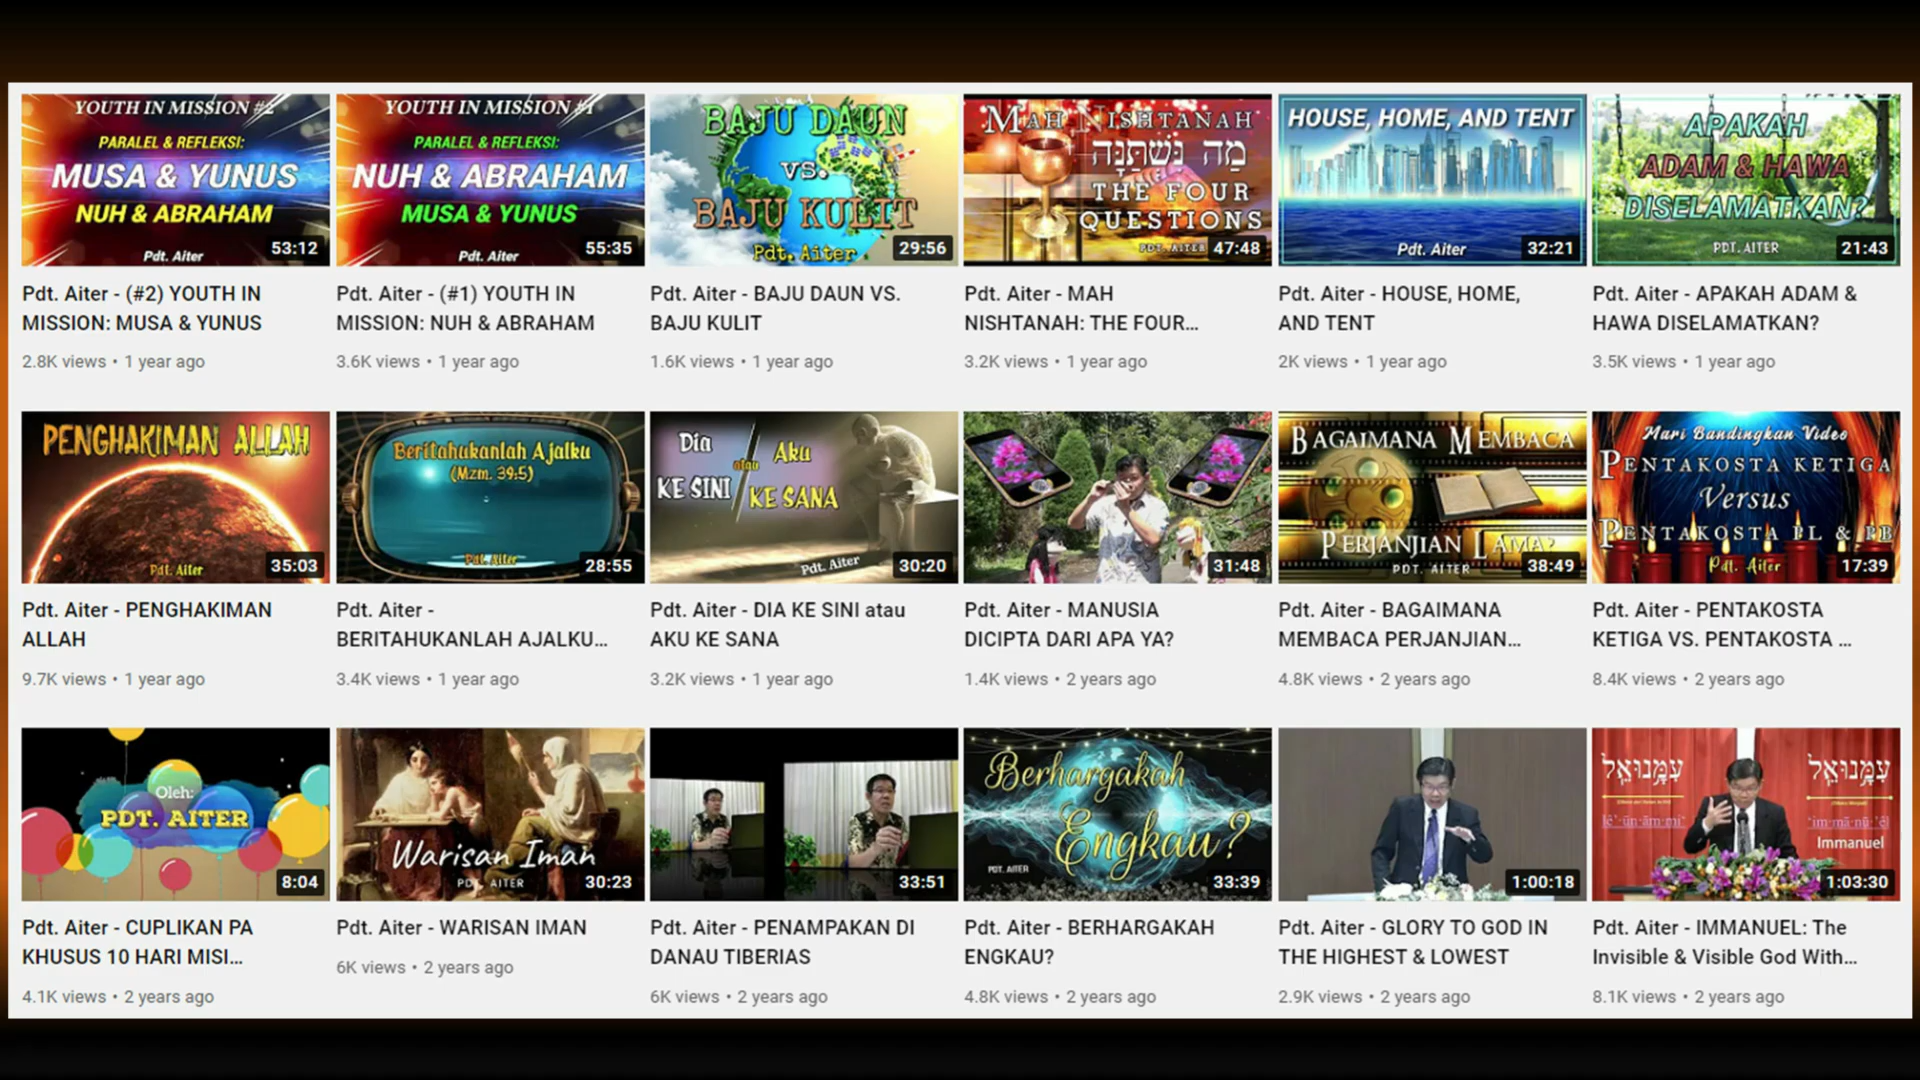 YOUTH IN MISSION #2
PARALEL & REFLEKSI:
MUSA & YUNUS
NUH & ABRAHAM
Pdt. Aiter
53:12
YOUTH IN MISSION #1
PARALEL & REFLEKSI:
NUH & ABRAHAM
MUSA & YUNUS
Pdt. Aiter
55:35
BAJU DAUN
VS.
BAJU KULIT
Pdt. Aiter
29:56
MAH NISHTANAH
מַה נִּשְׁתַּנָּה
THE FOUR
QUESTIONS
PDT. AITER
47:48
HOUSE, HOME, AND TENT
Pdt. Aiter
32:21
APAKAH
ADAM & HAWA
DISELAMATKAN?
PDT. AITER
21:43
Pdt. Aiter - (#2) YOUTH IN
MISSION: MUSA & YUNUS
2.8K views • 1 year ago
Pdt. Aiter - (#1) YOUTH IN
MISSION: NUH & ABRAHAM
3.6K views • 1 year ago
Pdt. Aiter - BAJU DAUN VS.
BAJU KULIT
1.6K views • 1 year ago
Pdt. Aiter - MAH
NISHTANAH: THE FOUR...
3.2K views • 1 year ago
Pdt. Aiter - HOUSE, HOME,
AND TENT
2K views • 1 year ago
Pdt. Aiter - APAKAH ADAM &
HAWA DISELAMATKAN?
3.5K views • 1 year ago
PENGHAKIMAN ALLAH
Pdt. Aiter
35:03
Beritahukanlah Ajalku
(Mzm. 39:5)
Pdt. Aiter
28:55
Dia
KE SINI
atau
Aku
KE SANA
Pdt. Aiter
30:20
31:48
BAGAIMANA MEMBACA
PERJANJIAN LAMA?
PDT. AITER
38:49
Mari Bandingkan Video
PENTAKOSTA KETIGA
Versus
PENTAKOSTA PL & PB
Pdt. Aiter
17:39
Pdt. Aiter - PENGHAKIMAN
ALLAH
9.7K views • 1 year ago
Pdt. Aiter -
BERITAHUKANLAH AJALKU...
3.4K views • 1 year ago
Pdt. Aiter - DIA KE SINI atau
AKU KE SANA
3.2K views • 1 year ago
Pdt. Aiter - MANUSIA
DICIPTA DARI APA YA?
1.4K views • 2 years ago
Pdt. Aiter - BAGAIMANA
MEMBACA PERJANJIAN...
4.8K views • 2 years ago
Pdt. Aiter - PENTAKOSTA
KETIGA VS. PENTAKOSTA ...
8.4K views • 2 years ago
Oleh:
PDT. AITER
8:04
Warisan Iman
PDT. AITER
30:23
33:51
Berhargakah
Engkau?
PDT. AITER
33:39
1:00:18
עִמָּנוּאֵל
lē'·ūn·ām·mi'
עִמָּנוּאֵל
'im·mā·nū·'ēl
Immanuel
1:03:30
Pdt. Aiter - CUPLIKAN PA
KHUSUS 10 HARI MISI...
4.1K views • 2 years ago
Pdt. Aiter - WARISAN IMAN
6K views • 2 years ago
Pdt. Aiter - PENAMPAKAN DI
DANAU TIBERIAS
6K views • 2 years ago
Pdt. Aiter - BERHARGAKAH
ENGKAU?
4.8K views • 2 years ago
Pdt. Aiter - GLORY TO GOD IN
THE HIGHEST & LOWEST
2.9K views • 2 years ago
Pdt. Aiter - IMMANUEL: The
Invisible & Visible God With...
8.1K views • 2 years ago